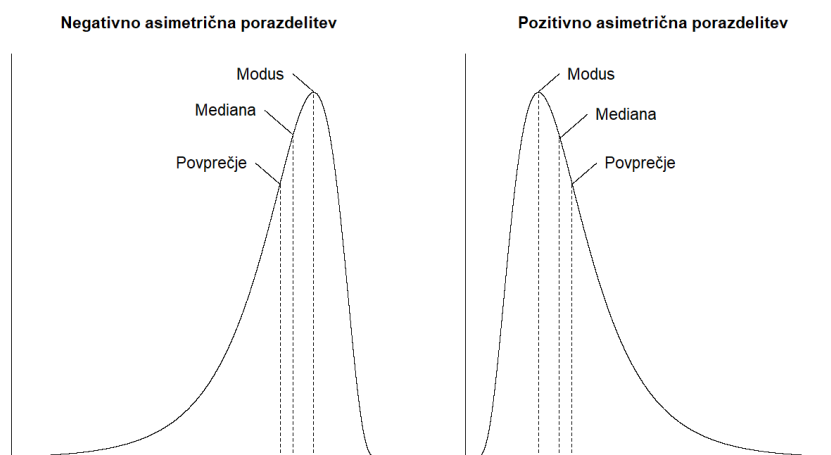 Negativno asimetrična porazdelitev
Modus
Mediana
Povprečje
Pozitivno asimetrična porazdelitev
Modus
Mediana
Povprečje